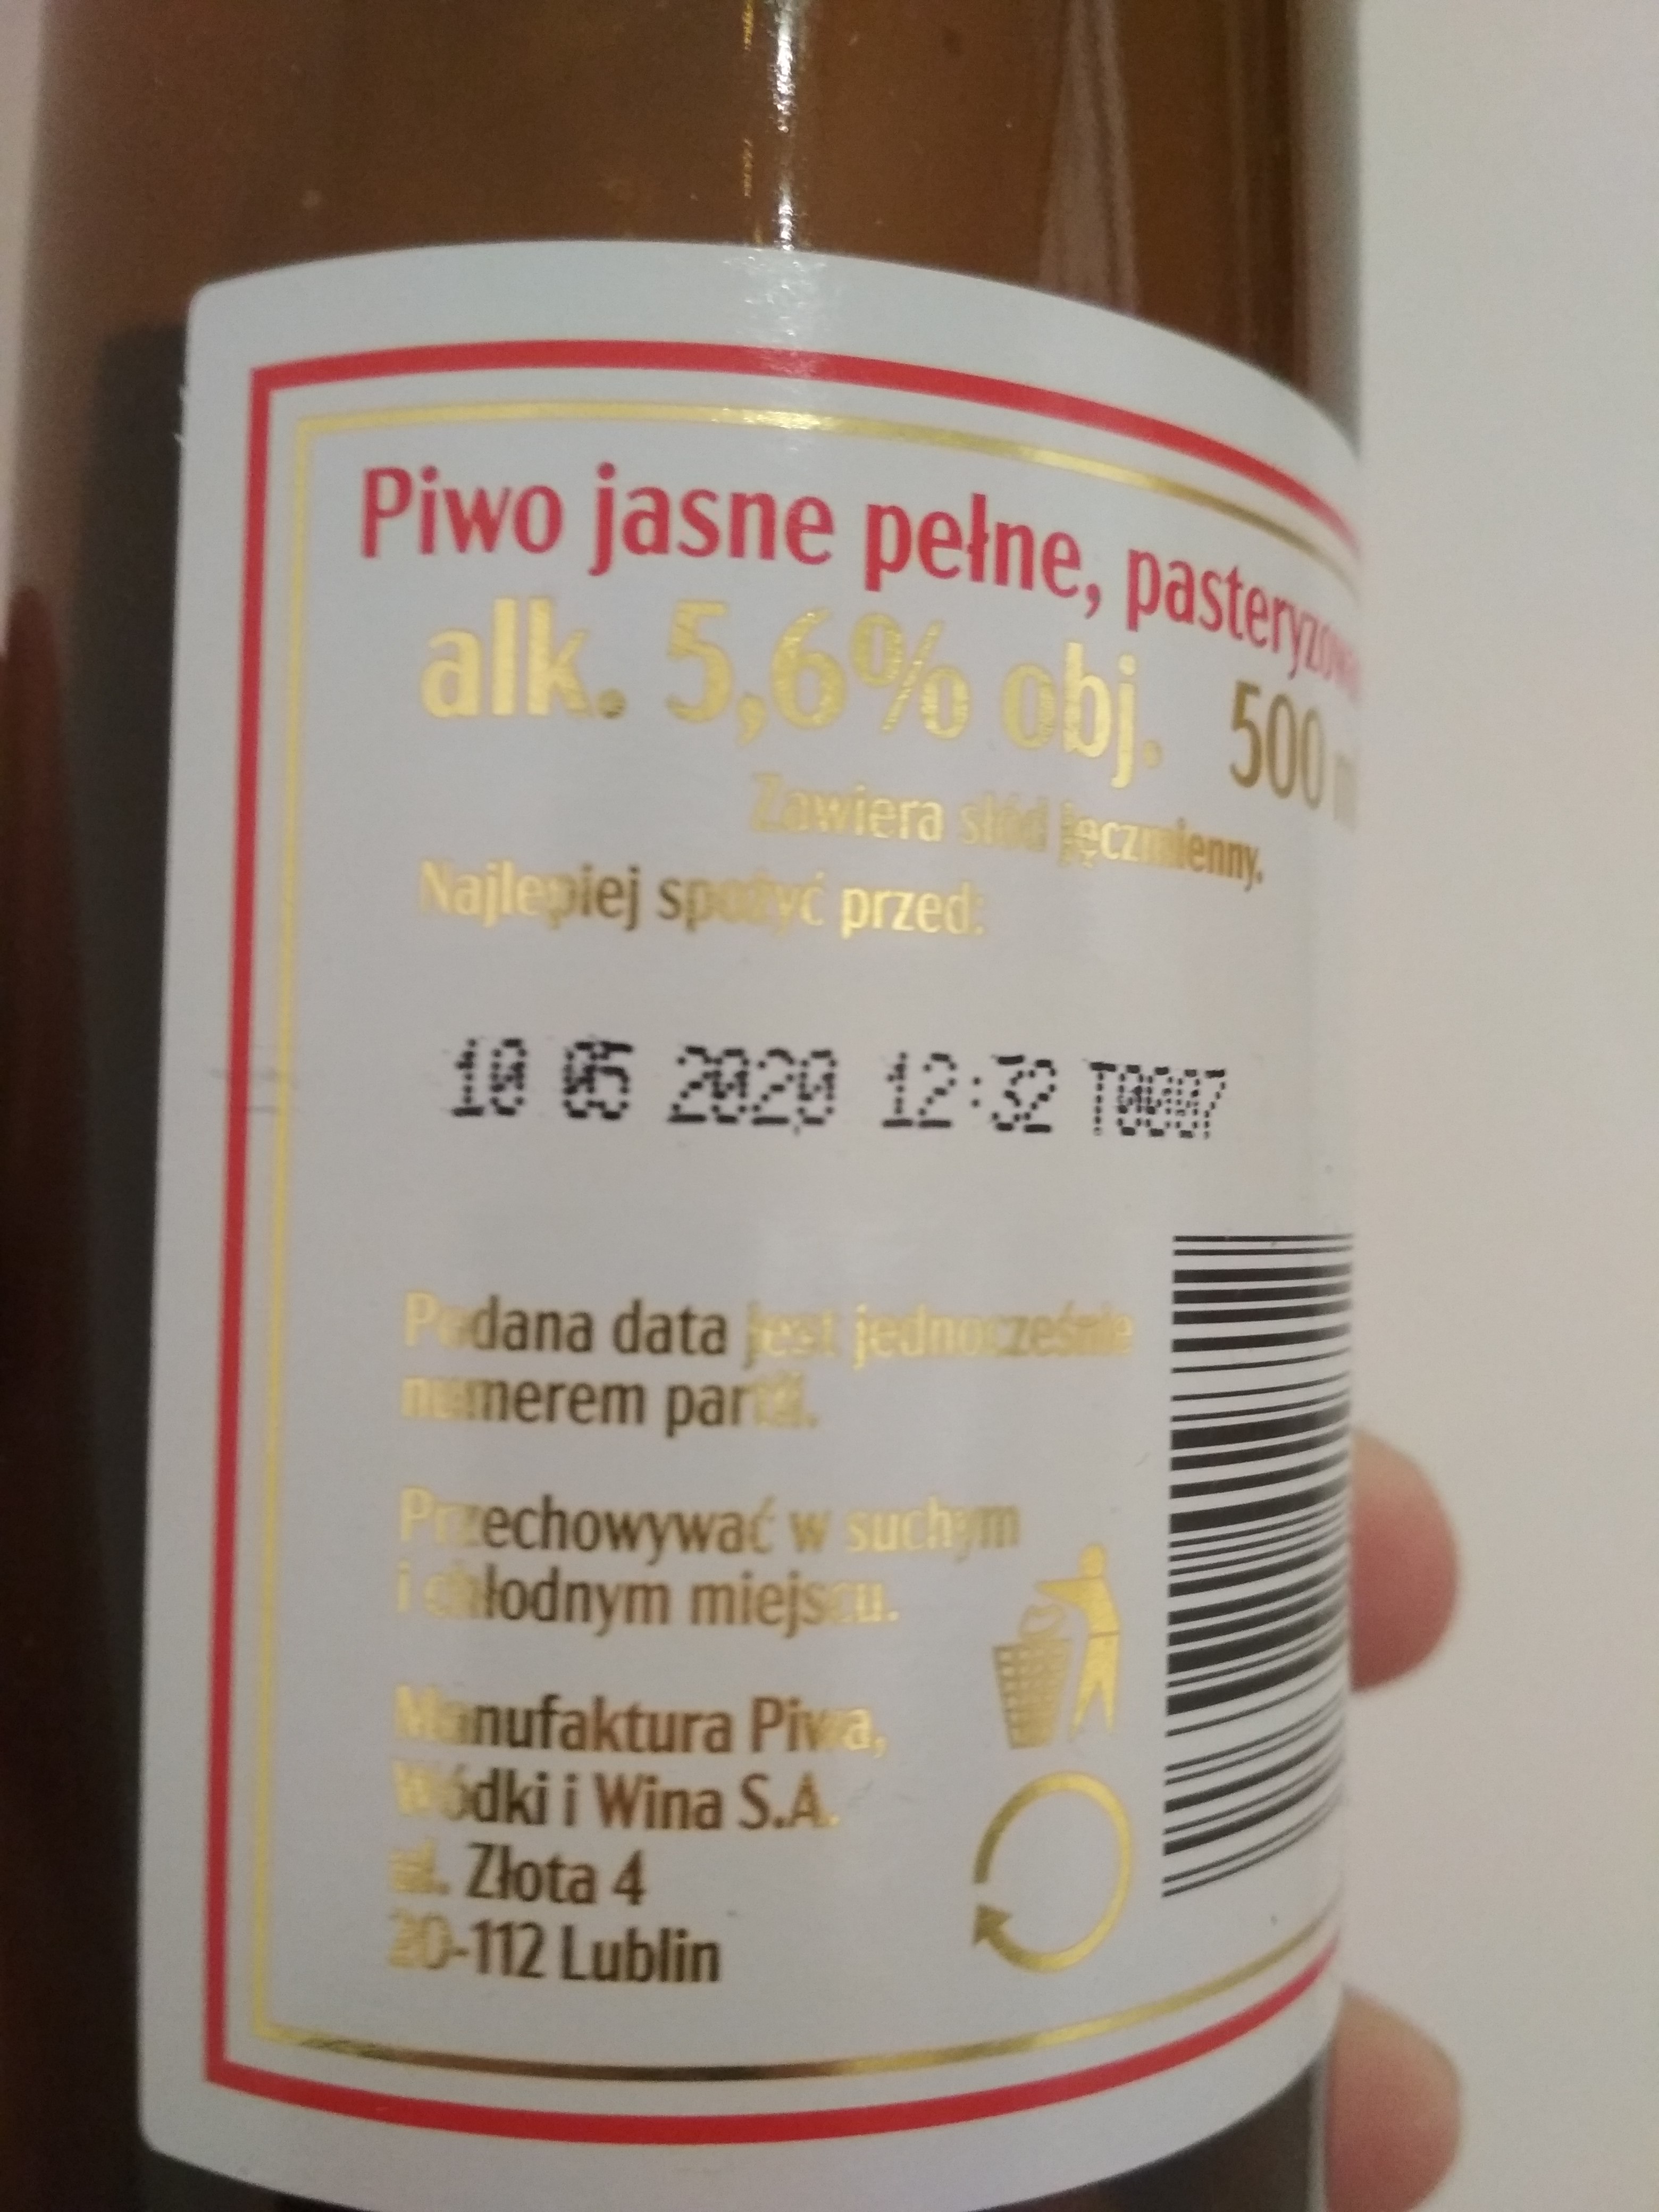 Piwo jasne pełne,
alk. 5,6% obj. 500
Zawiera słód jęczmienny.
Najlepiej spożyć przed:
10 05 2020 12:32 T0007
Podana data jest jednocześnie
numerem partii.
Przechowywać w suchym
i chłodnym miejscu.
Manufaktura Piwa,
Wódki i Wina S.A.
ul. Złota 4
20-112 Lublin